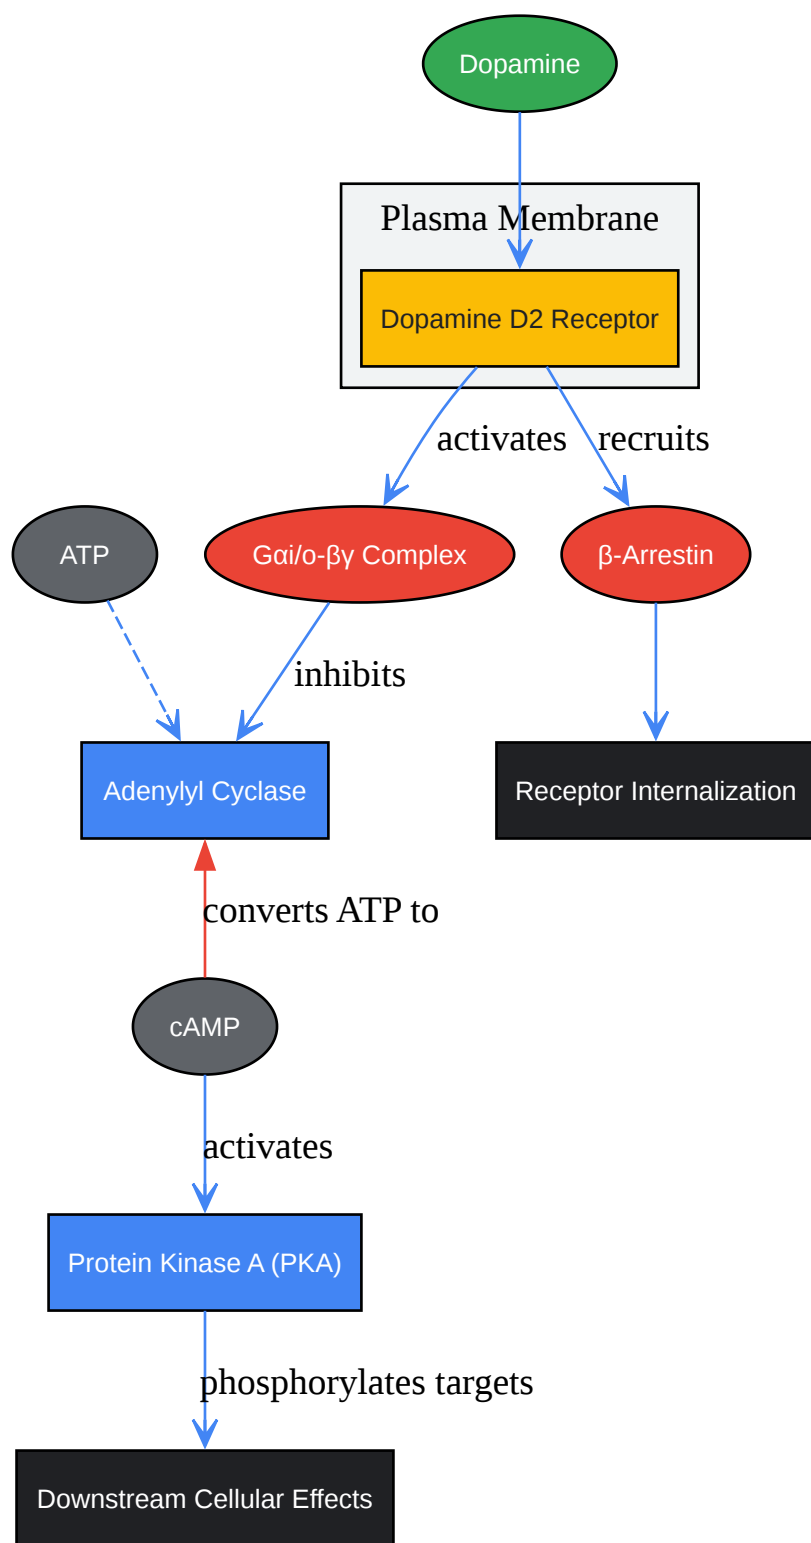 Dopamine
Plasma Membrane
Dopamine D2 Receptor
activates
recruits
ATP
Gαi/o-βγ Complex
β-Arrestin
inhibits
Adenylyl Cyclase
Receptor Internalization
converts ATP to
cAMP
activates
Protein Kinase A (PKA)
phosphorylates targets
Downstream Cellular Effects